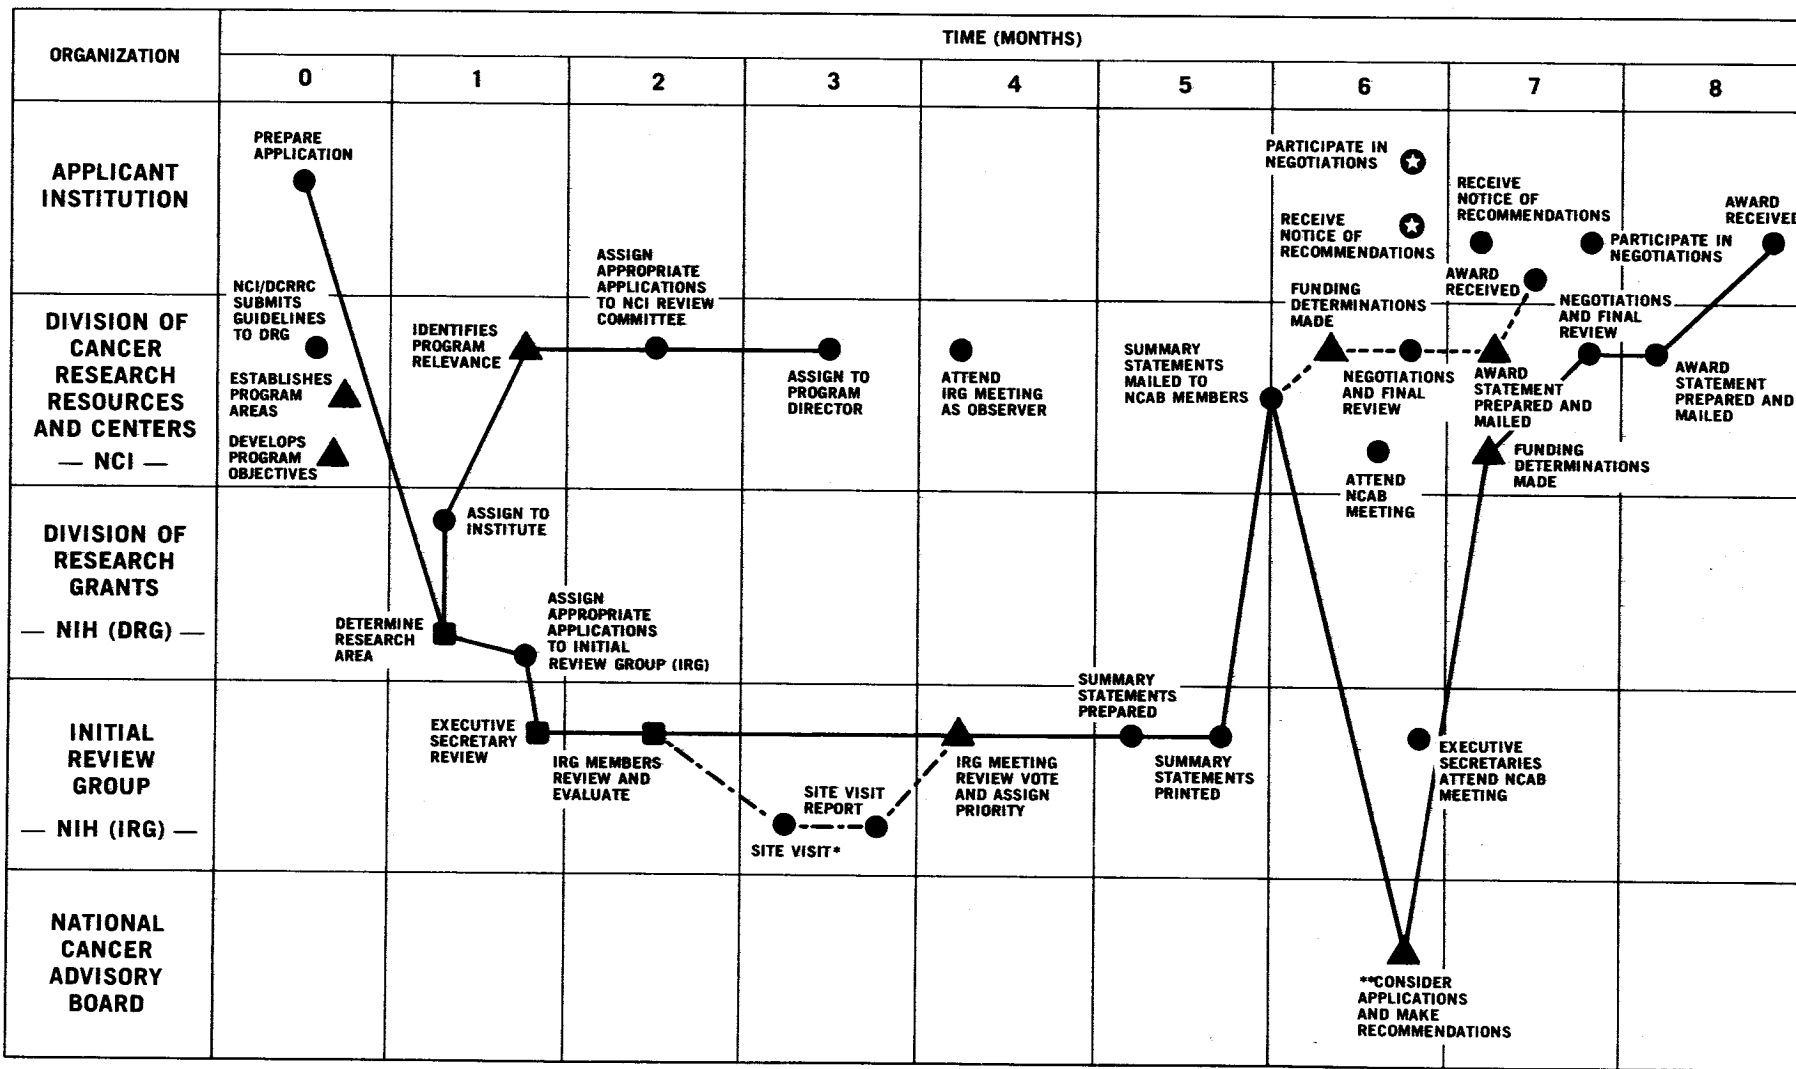 ORGANIZATION
TIME (MONTHS)
0
1
2
3
4
5
6
7
8
APPLICANT
INSTITUTION
PREPARE
APPLICATION
PARTICIPATE IN
NEGOTIATIONS
RECEIVE
NOTICE OF
RECOMMENDATIONS
RECEIVE
NOTICE OF
RECOMMENDATIONS
PARTICIPATE IN
NEGOTIATIONS
AWARD
RECEIVED
AWARD
RECEIVED
DIVISION OF
CANCER
RESEARCH
RESOURCES
AND CENTERS
— NCI —
NCI/DCRRC
SUBMITS
GUIDELINES
TO DRG
ESTABLISHES
PROGRAM
AREAS
DEVELOPS
PROGRAM
OBJECTIVES
IDENTIFIES
PROGRAM
RELEVANCE
ASSIGN
APPROPRIATE
APPLICATIONS
TO NCI REVIEW
COMMITTEE
ASSIGN TO
PROGRAM
DIRECTOR
ATTEND
IRG MEETING
AS OBSERVER
SUMMARY
STATEMENTS
MAILED TO
NCAB MEMBERS
FUNDING
DETERMINATIONS
MADE
NEGOTIATIONS
AND FINAL
REVIEW
ATTEND
NCAB
MEETING
AWARD
STATEMENT
PREPARED AND
MAILED
NEGOTIATIONS
AND FINAL
REVIEW
FUNDING
DETERMINATIONS
MADE
AWARD
STATEMENT
PREPARED AND
MAILED
DIVISION OF
RESEARCH
GRANTS
— NIH (DRG) —
ASSIGN TO
INSTITUTE
DETERMINE
RESEARCH
AREA
ASSIGN
APPROPRIATE
APPLICATIONS
TO INITIAL
REVIEW GROUP (IRG)
INITIAL
REVIEW
GROUP
— NIH (IRG) —
EXECUTIVE
SECRETARY
REVIEW
IRG MEMBERS
REVIEW AND
EVALUATE
SITE VISIT
REPORT
SITE VISIT*
IRG MEETING
REVIEW VOTE
AND ASSIGN
PRIORITY
SUMMARY
STATEMENTS
PREPARED
SUMMARY
STATEMENTS
PRINTED
EXECUTIVE
SECRETARIES
ATTEND NCAB
MEETING
NATIONAL
CANCER
ADVISORY
BOARD
**CONSIDER
APPLICATIONS
AND MAKE
RECOMMENDATIONS